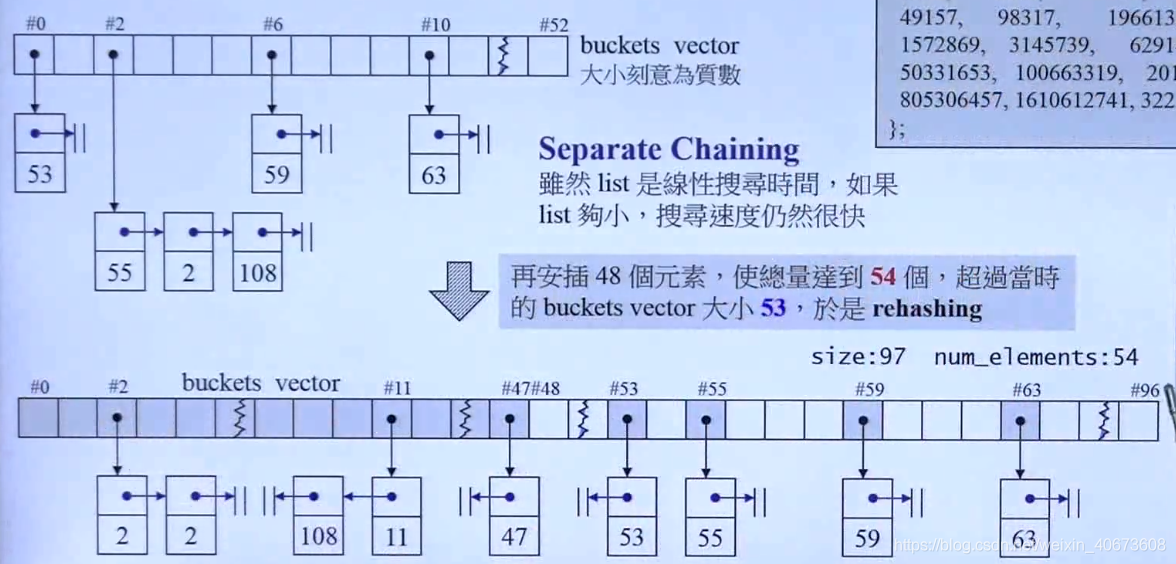 #0 #2 #6 #10 #52
buckets vector
大小刻意為質數
49157, 98317, 196613
1572869, 3145739, 6291
50331653, 100663319, 201
805306457, 1610612741, 322
};
53 59 63
55 2 108
Separate Chaining
雖然 list 是線性搜尋時間，如果
list 夠小，搜尋速度仍然很快
再安插 48 個元素，使總量達到 54 個，超過當時
的 buckets vector 大小 53，於是 rehashing
size:97 num_elements:54
#0 #2 buckets vector #11 #47#48 #53 #55 #59 #63 #96
2 2 108 11 47 53 55 59 63
https://blog.csdn.net/weixin_40673608